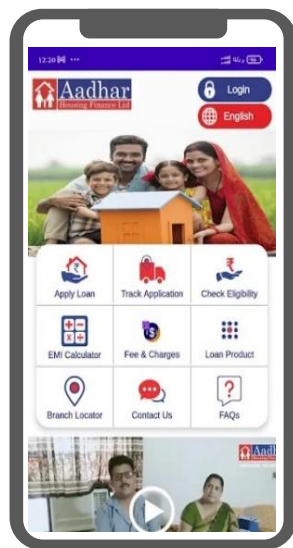 12:20
Aadhar
Housing Finance Ltd
Login
English
Apply Loan
Track Application
Check Eligibility
EMI Calculator
Fee & Charges
Loan Product
Branch Locator
Contact Us
FAQs
Aadh